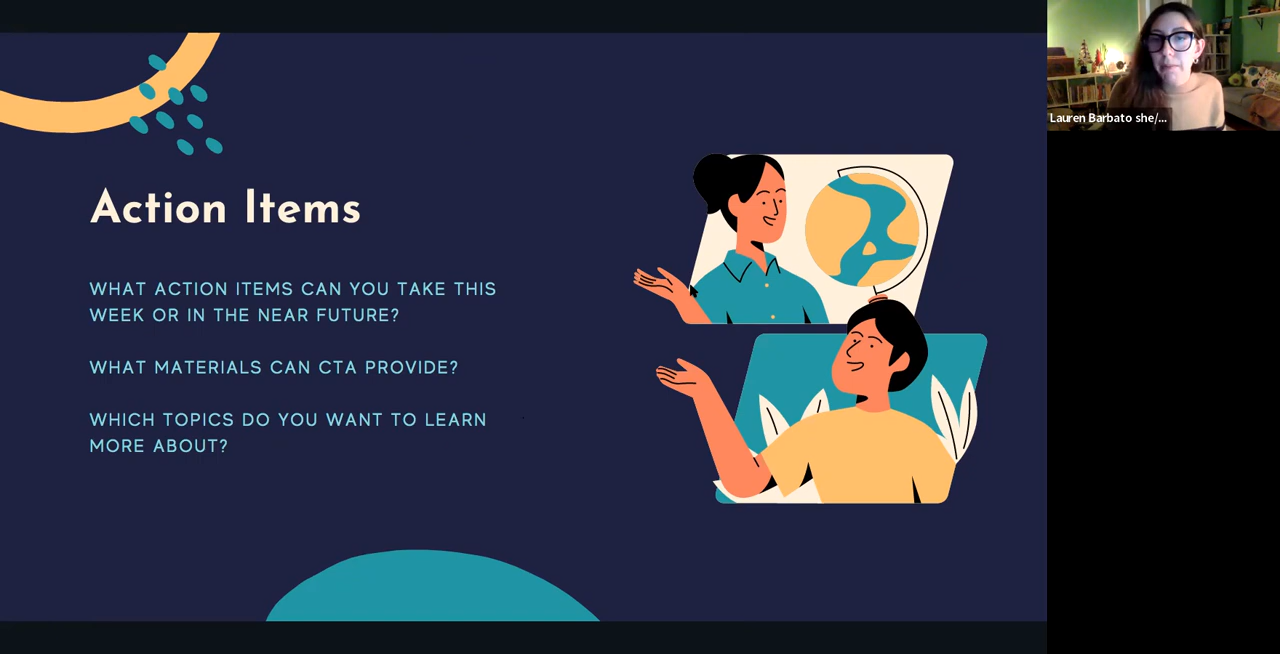 Action Items
WHAT ACTION ITEMS CAN YOU TAKE THIS
WEEK OR IN THE NEAR FUTURE?
WHAT MATERIALS CAN CTA PROVIDE?
WHICH TOPICS DO YOU WANT TO LEARN
MORE ABOUT?
Lauren Barbato she/...